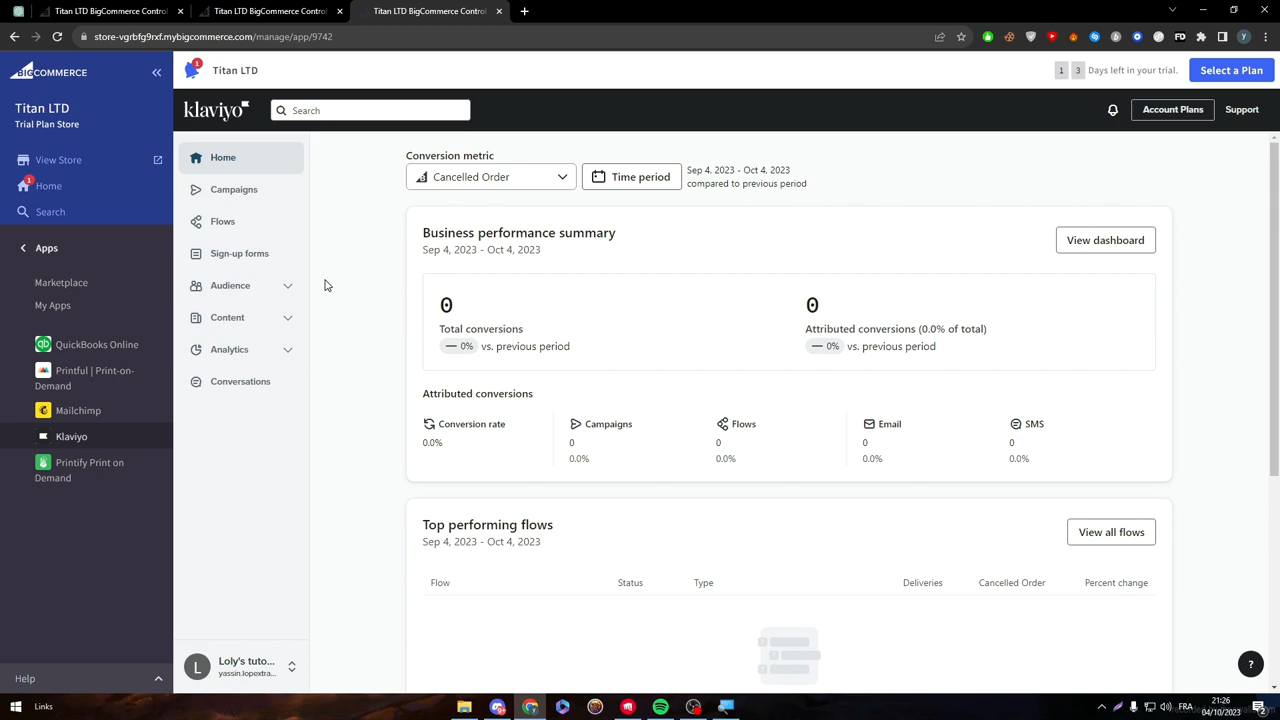 Titan LTD BigCommerce Control
Titan LTD BigCommerce Control
Titan LTD BigCommerce Control
store-vgrbfg9rxf.mybigcommerce.com/manage/app/9742
BIGCOMMERCE
1
Titan LTD
1 3 Days left in your trial.
Select a Plan
Titan LTD
Trial Plan Store
View Store
1
Home
Search
Apps
Marketplace
My Apps
QuickBooks Online
Printful | Print-on-
Demand
Mailchimp
Klaviyo
Printify Print on
Demand
Help
klaviyo
Search
Account Plans
Support
Home
Campaigns
Flows
Sign-up forms
Audience
Content
Analytics
Conversations
L
Loly's tuto...
yassin.lopextra...
Conversion metric
Cancelled Order
Time period
Sep 4, 2023 - Oct 4, 2023
compared to previous period
Business performance summary
Sep 4, 2023 - Oct 4, 2023
View dashboard
0
Total conversions
0% vs. previous period
0
Attributed conversions (0.0% of total)
0% vs. previous period
Attributed conversions
Conversion rate
0.0%
Campaigns
0
0.0%
Flows
0
0.0%
Email
0
0.0%
SMS
0
0.0%
Top performing flows
Sep 4, 2023 - Oct 4, 2023
View all flows
Flow Status Type Deliveries Cancelled Order Percent change
?
Links
FRA
21:26
04/10/2023
2
FD
y